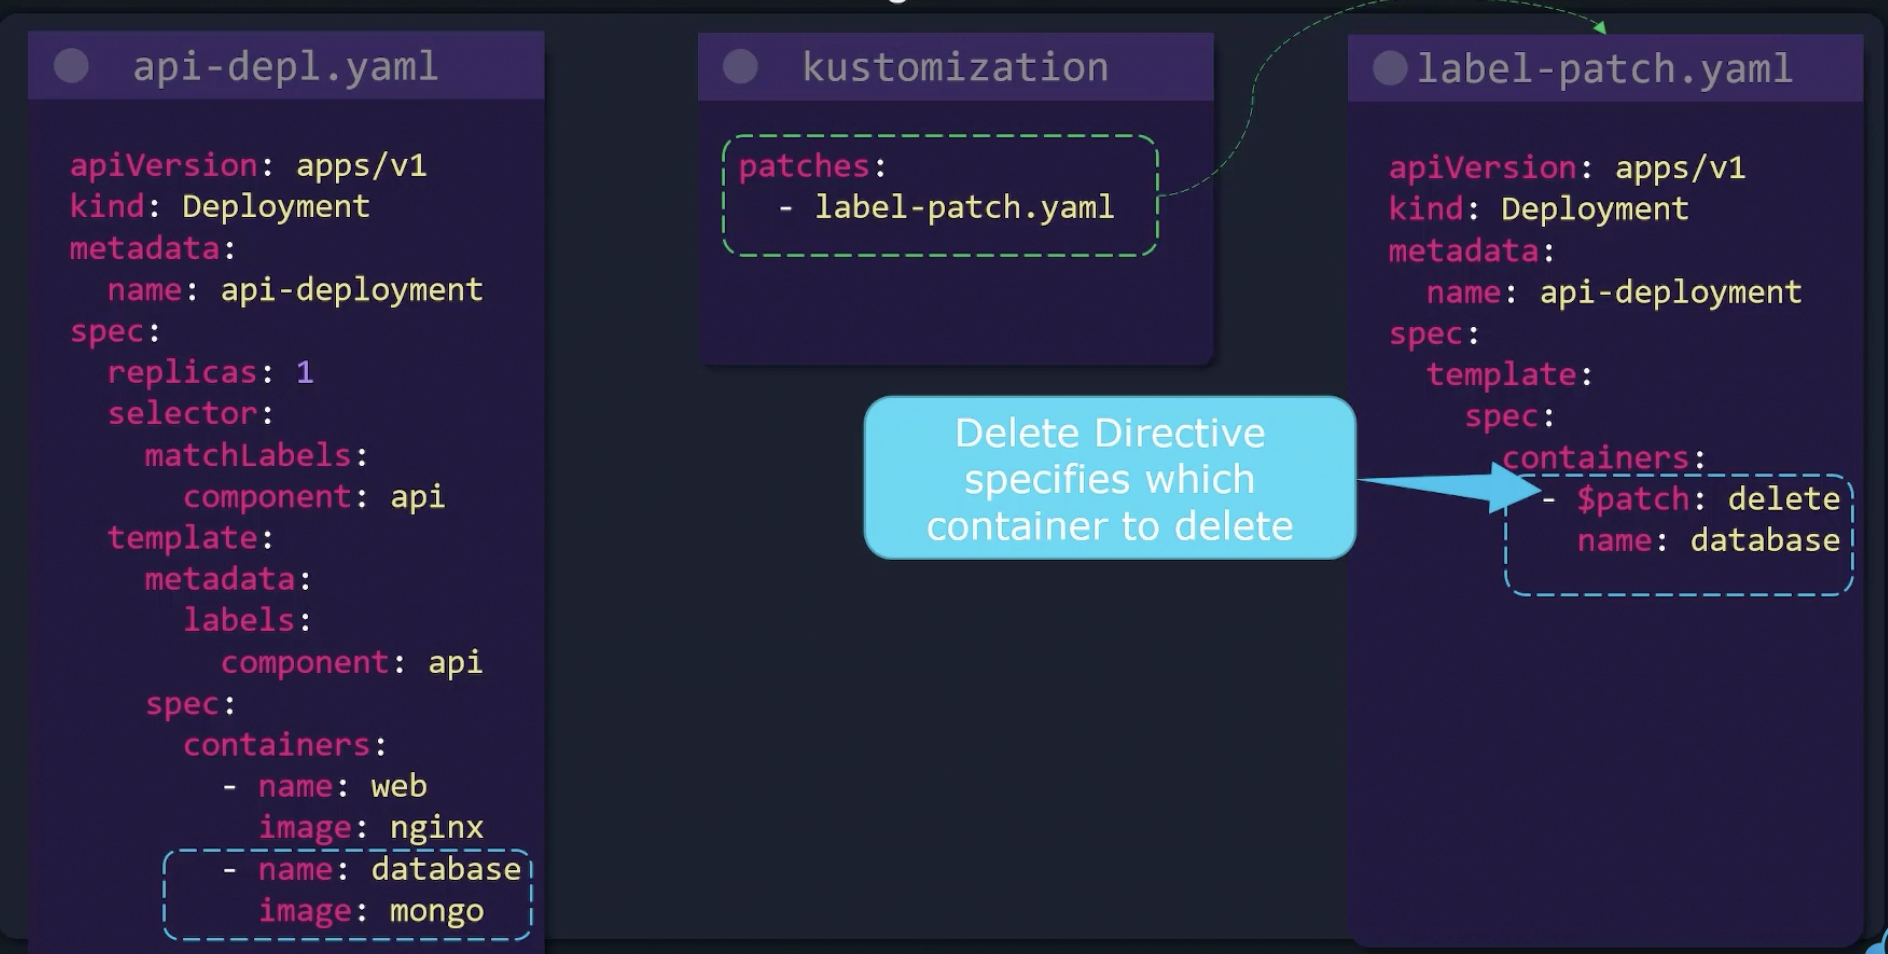 api-depl.yaml
apiVersion: apps/v1
kind: Deployment
metadata:
  name: api-deployment
spec:
  replicas: 1
  selector:
    matchLabels:
      component: api
  template:
    metadata:
      labels:
        component: api
    spec:
      containers:
        - name: web
          image: nginx
        - name: database
          image: mongo
kustomization
patches:
  - label-patch.yaml
Delete Directive
specifies which
container to delete
label-patch.yaml
apiVersion: apps/v1
kind: Deployment
metadata:
  name: api-deployment
spec:
  template:
    spec:
      containers:
        - $patch: delete
          name: database